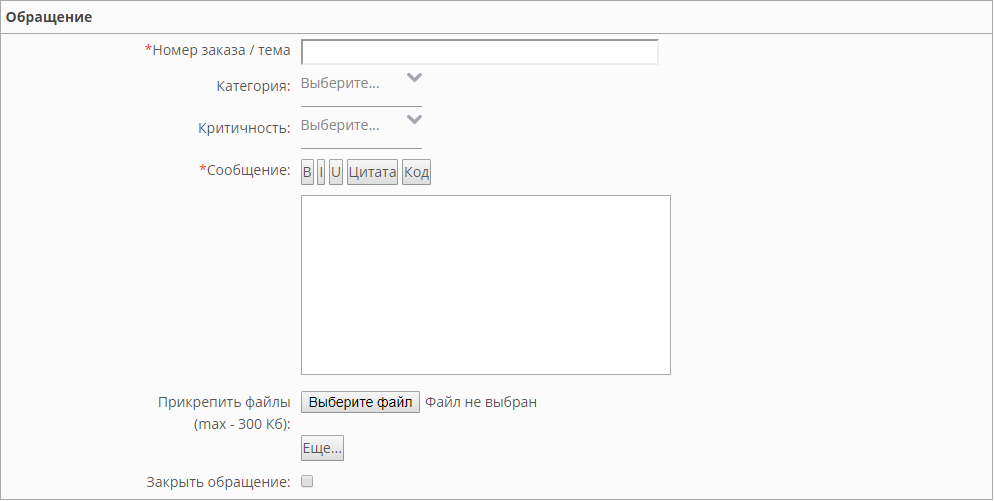 Обращение
*Номер заказа / тема
Категория: Выберите...
Критичность: Выберите...
*Сообщение: B I U Цитата Код
Прикрепить файлы Выберите файл Файл не выбран
(max - 300 Кб):
Еще...
Закрыть обращение: